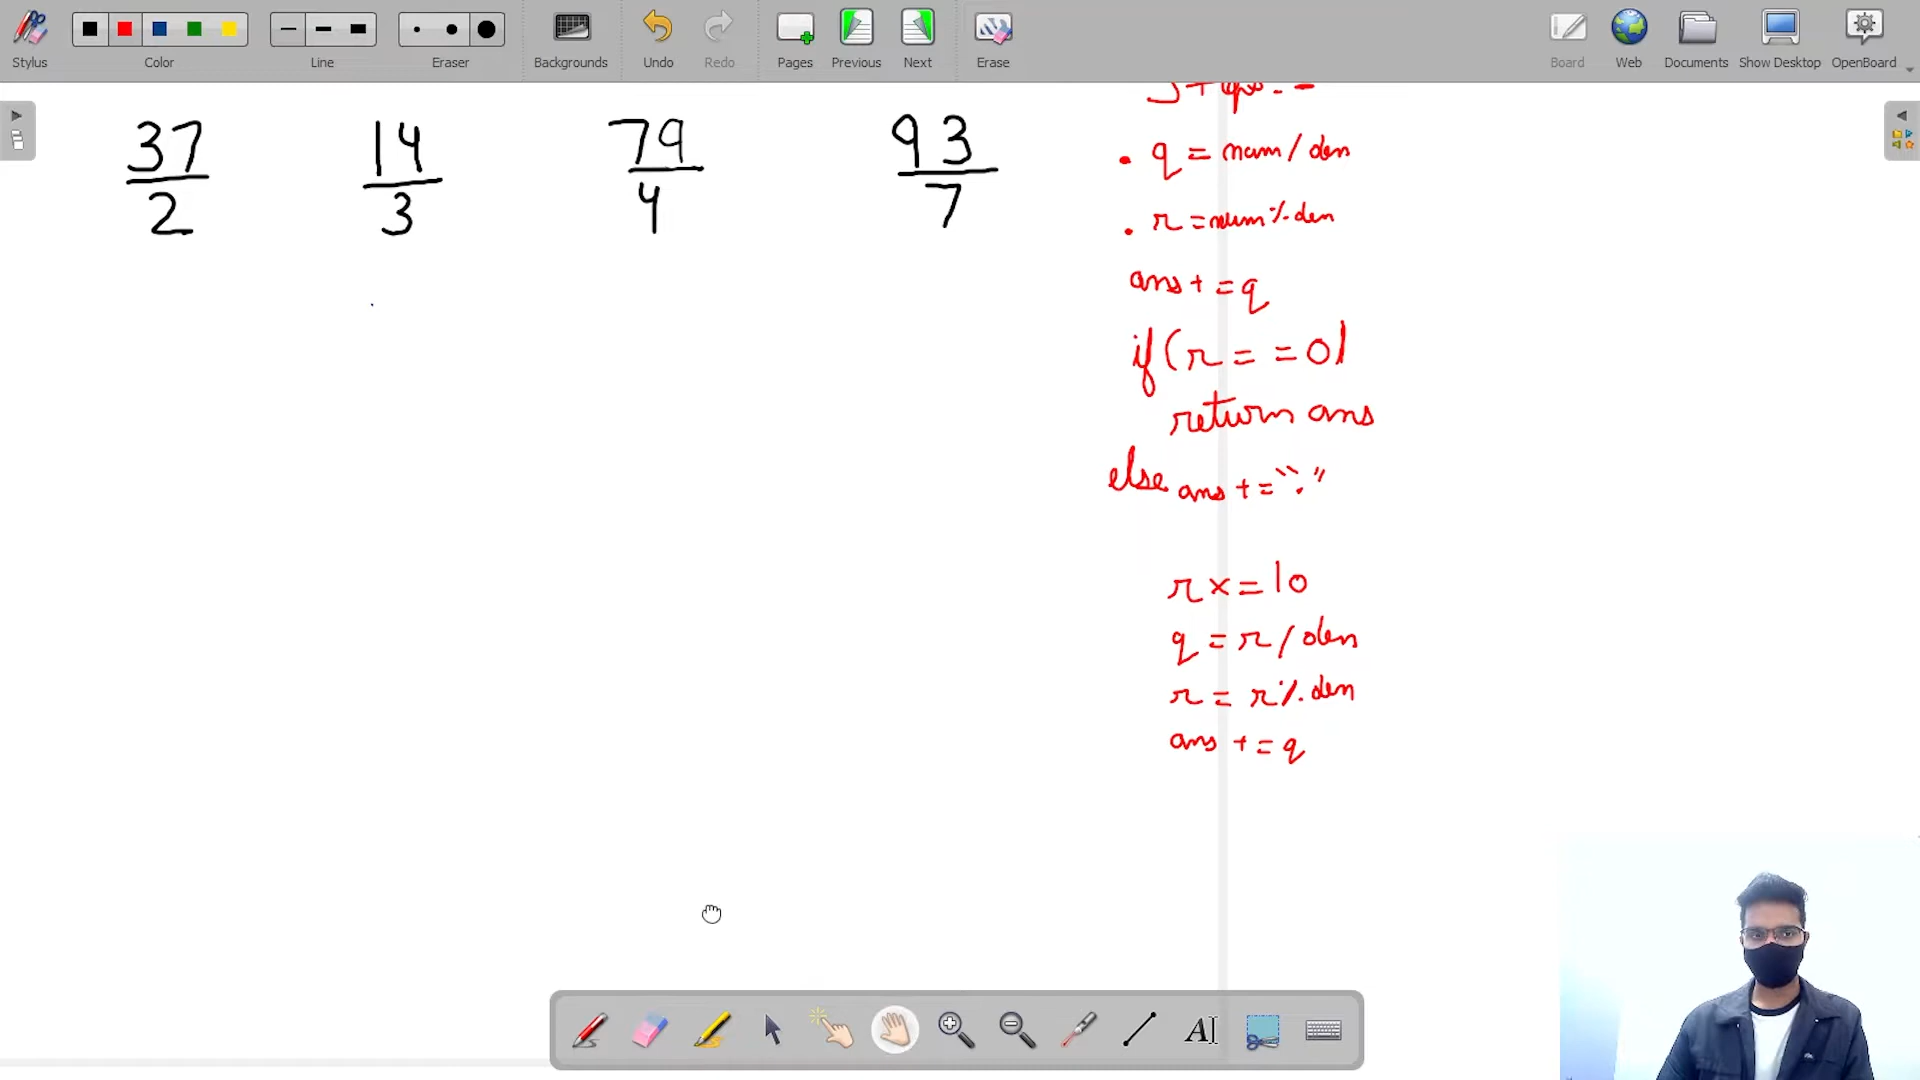 Stylus Color Line Eraser Backgrounds Undo Redo Pages Previous Next Erase Board Web Documents Show Desktop OpenBoard
37 14 79 93
2 3 4 7
Steps: -
• q = num / den
• r = num % den
ans + = q
if ( r = = 0 )
return ans
else ans + = "."
r x = 10
q = r / den
r = r % den
ans + = q